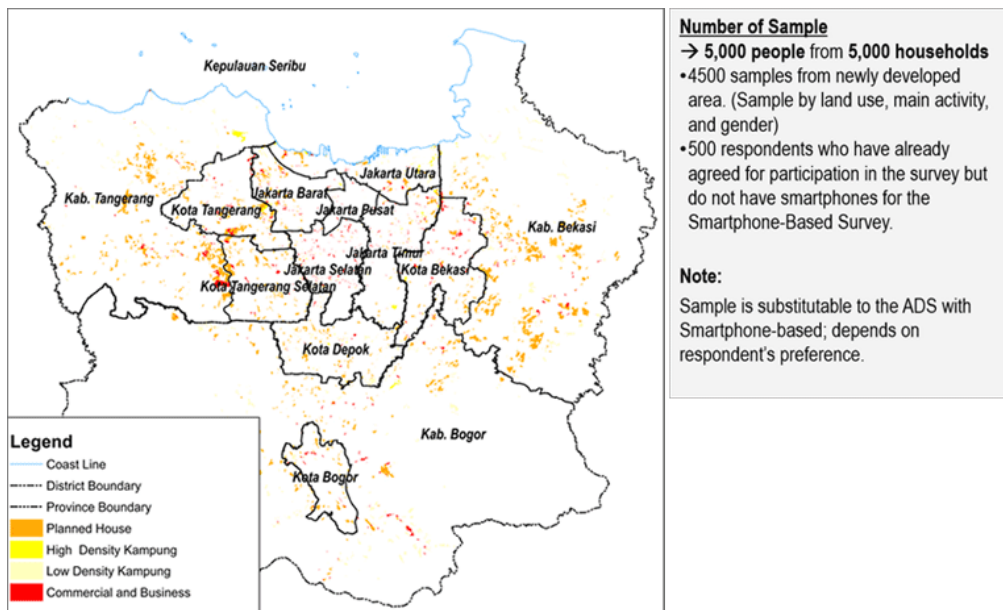 Kepulauan Seribu
Jakarta Utara
Kab. Tangerang
Jakarta Barat
Kota Tangerang
Jakarta Pusat
Kab. Bekasi
Jakarta Timur
Jakarta Selatan
Kota Bekasi
Kota Tangerang Selatan
Kota Depok
Kab. Bogor
Kota Bogor
Legend
Coast Line
District Boundary
Province Boundary
Planned House
High Density Kampung
Low Density Kampung
Commercial and Business
Number of Sample
→ 5,000 people from 5,000 households
•4500 samples from newly developed
area. (Sample by land use, main activity,
and gender)
•500 respondents who have already
agreed for participation in the survey but
do not have smartphones for the
Smartphone-Based Survey.
Note:
Sample is substitutable to the ADS with
Smartphone-based; depends on
respondent's preference.